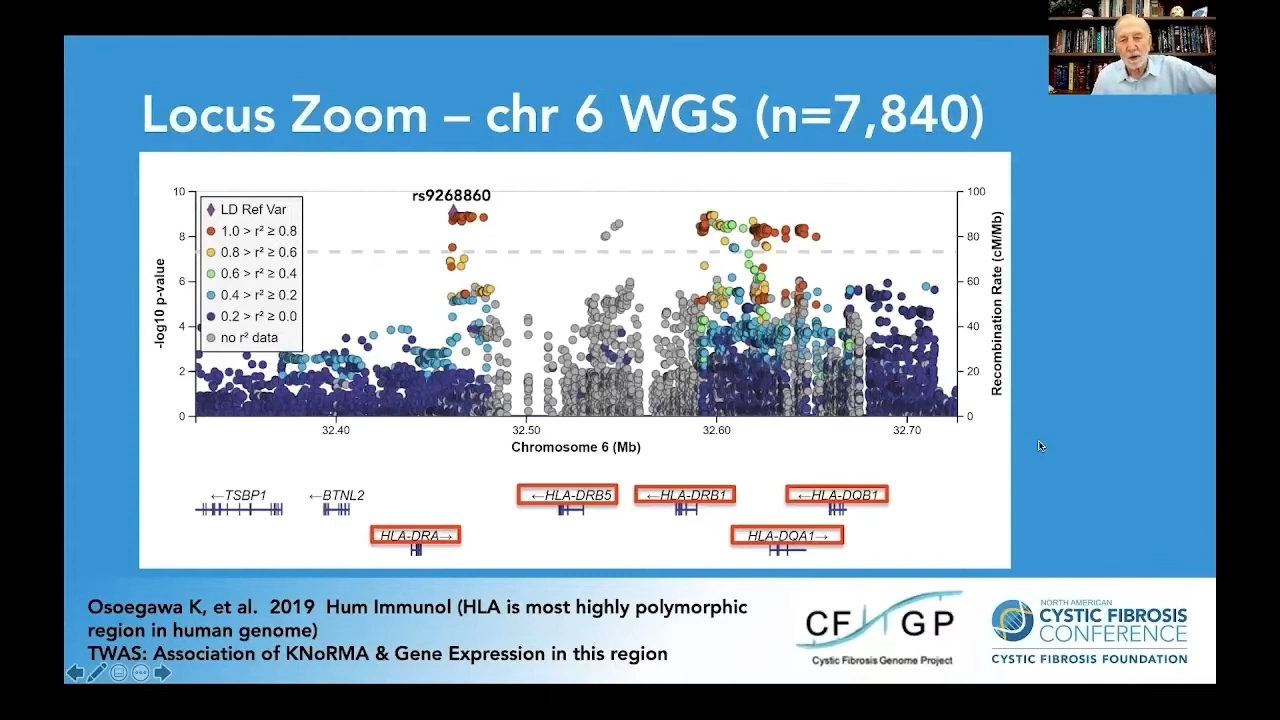 Locus Zoom – chr 6 WGS (n=7,840)
rs9268860
10
8
6
4
2
0
-log10 p-value
LD Ref Var
1.0 > r² ≥ 0.8
0.8 > r² ≥ 0.6
0.6 > r² ≥ 0.4
0.4 > r² ≥ 0.2
0.2 > r² ≥ 0.0
no r² data
100
80
60
40
20
0
Recombination Rate (cM/Mb)
32.40 32.50 32.60 32.70
Chromosome 6 (Mb)
←TSBP1 ←BTNL2 ←HLA-DRB5 ←HLA-DRB1 ←HLA-DQB1
HLA-DRA→ HLA-DQA1→
Osoegawa K, et al. 2019 Hum Immunol (HLA is most highly polymorphic
region in human genome)
TWAS: Association of KNoRMA & Gene Expression in this region
CF GP
Cystic Fibrosis Genome Project
NORTH AMERICAN
CYSTIC FIBROSIS
CONFERENCE
CYSTIC FIBROSIS FOUNDATION